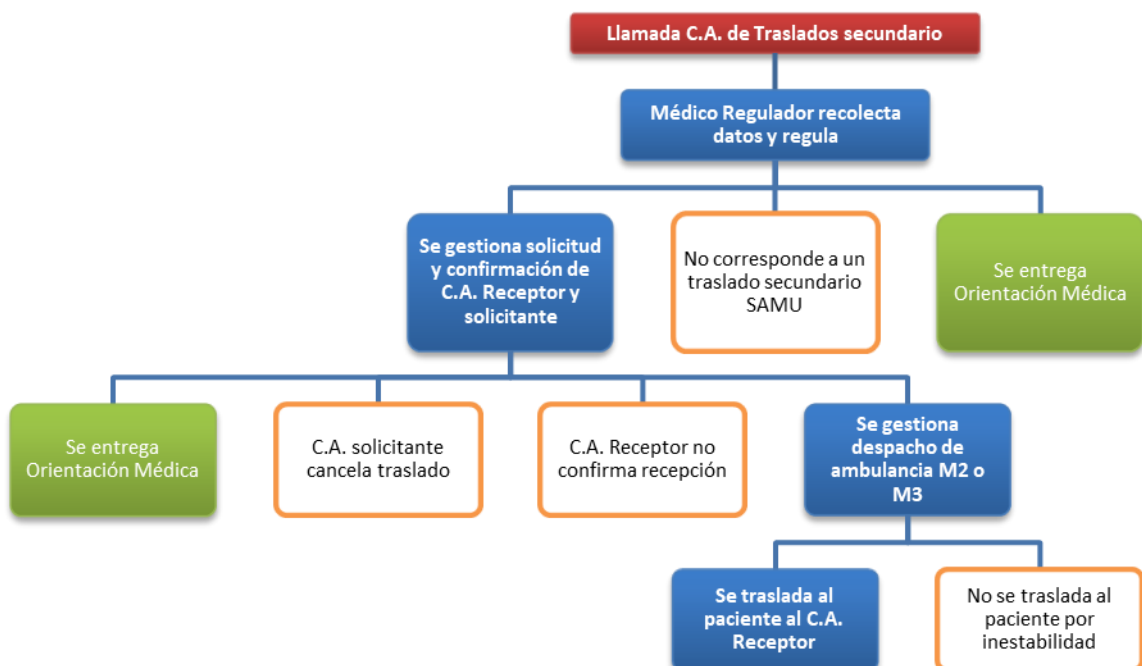 Llamada C.A. de Traslados secundario
Médico Regulador recolecta
datos y regula
Se gestiona solicitud
y confirmación de
C.A. Receptor y
solicitante
No corresponde a un
traslado secundario
SAMU
Se entrega
Orientación Médica
Se entrega
Orientación Médica
C.A. solicitante
cancela traslado
C.A. Receptor no
confirma recepción
Se gestiona
despacho de
ambulancia M2 o
M3
Se traslada al
paciente al C.A.
Receptor
No se traslada al
paciente por
inestabilidad